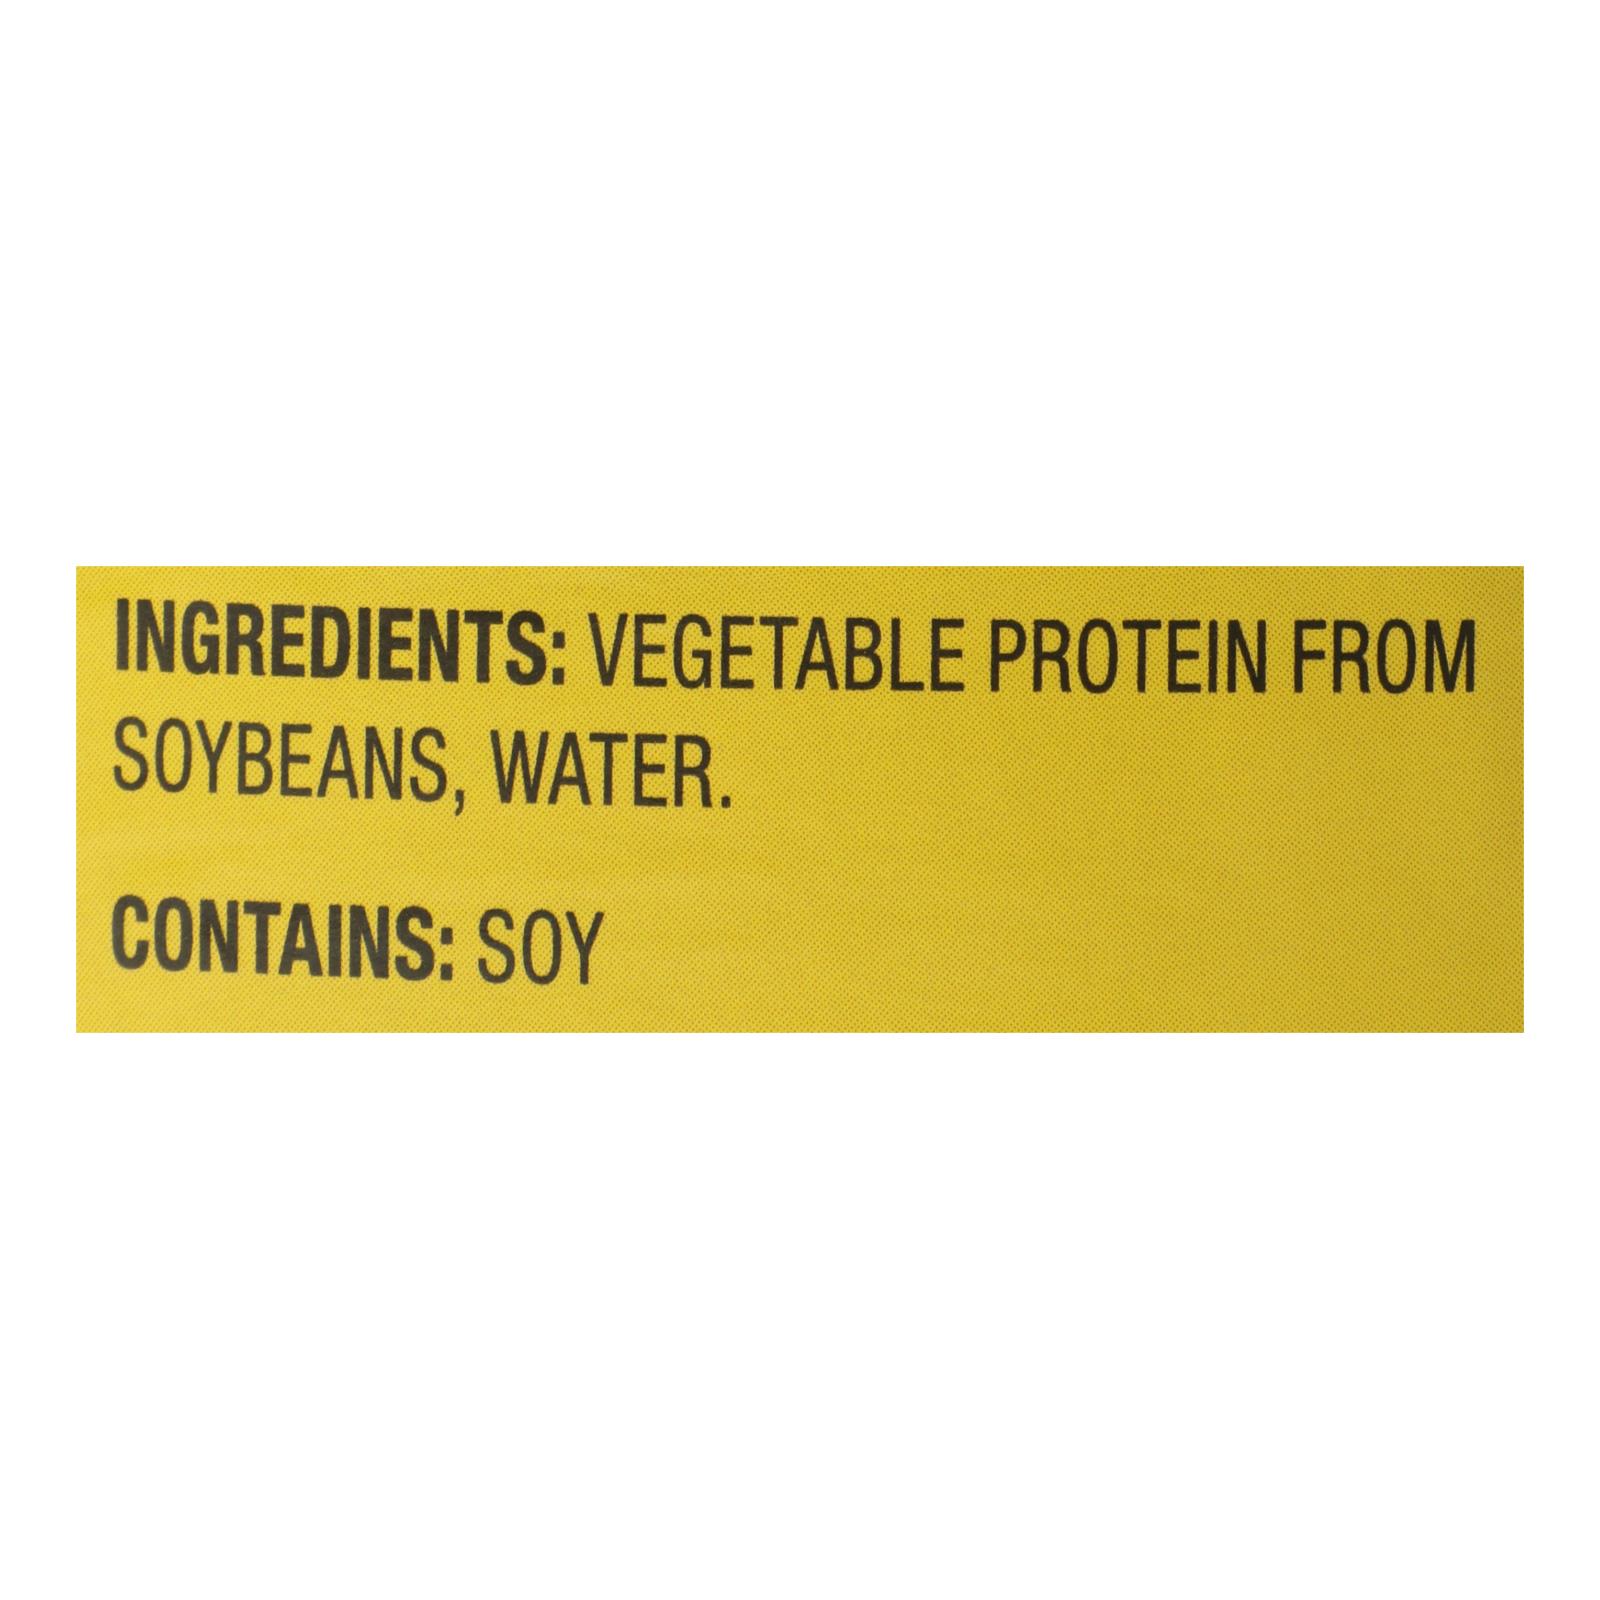 INGREDIENTS: VEGETABLE PROTEIN FROM
SOYBEANS, WATER.
CONTAINS: SOY